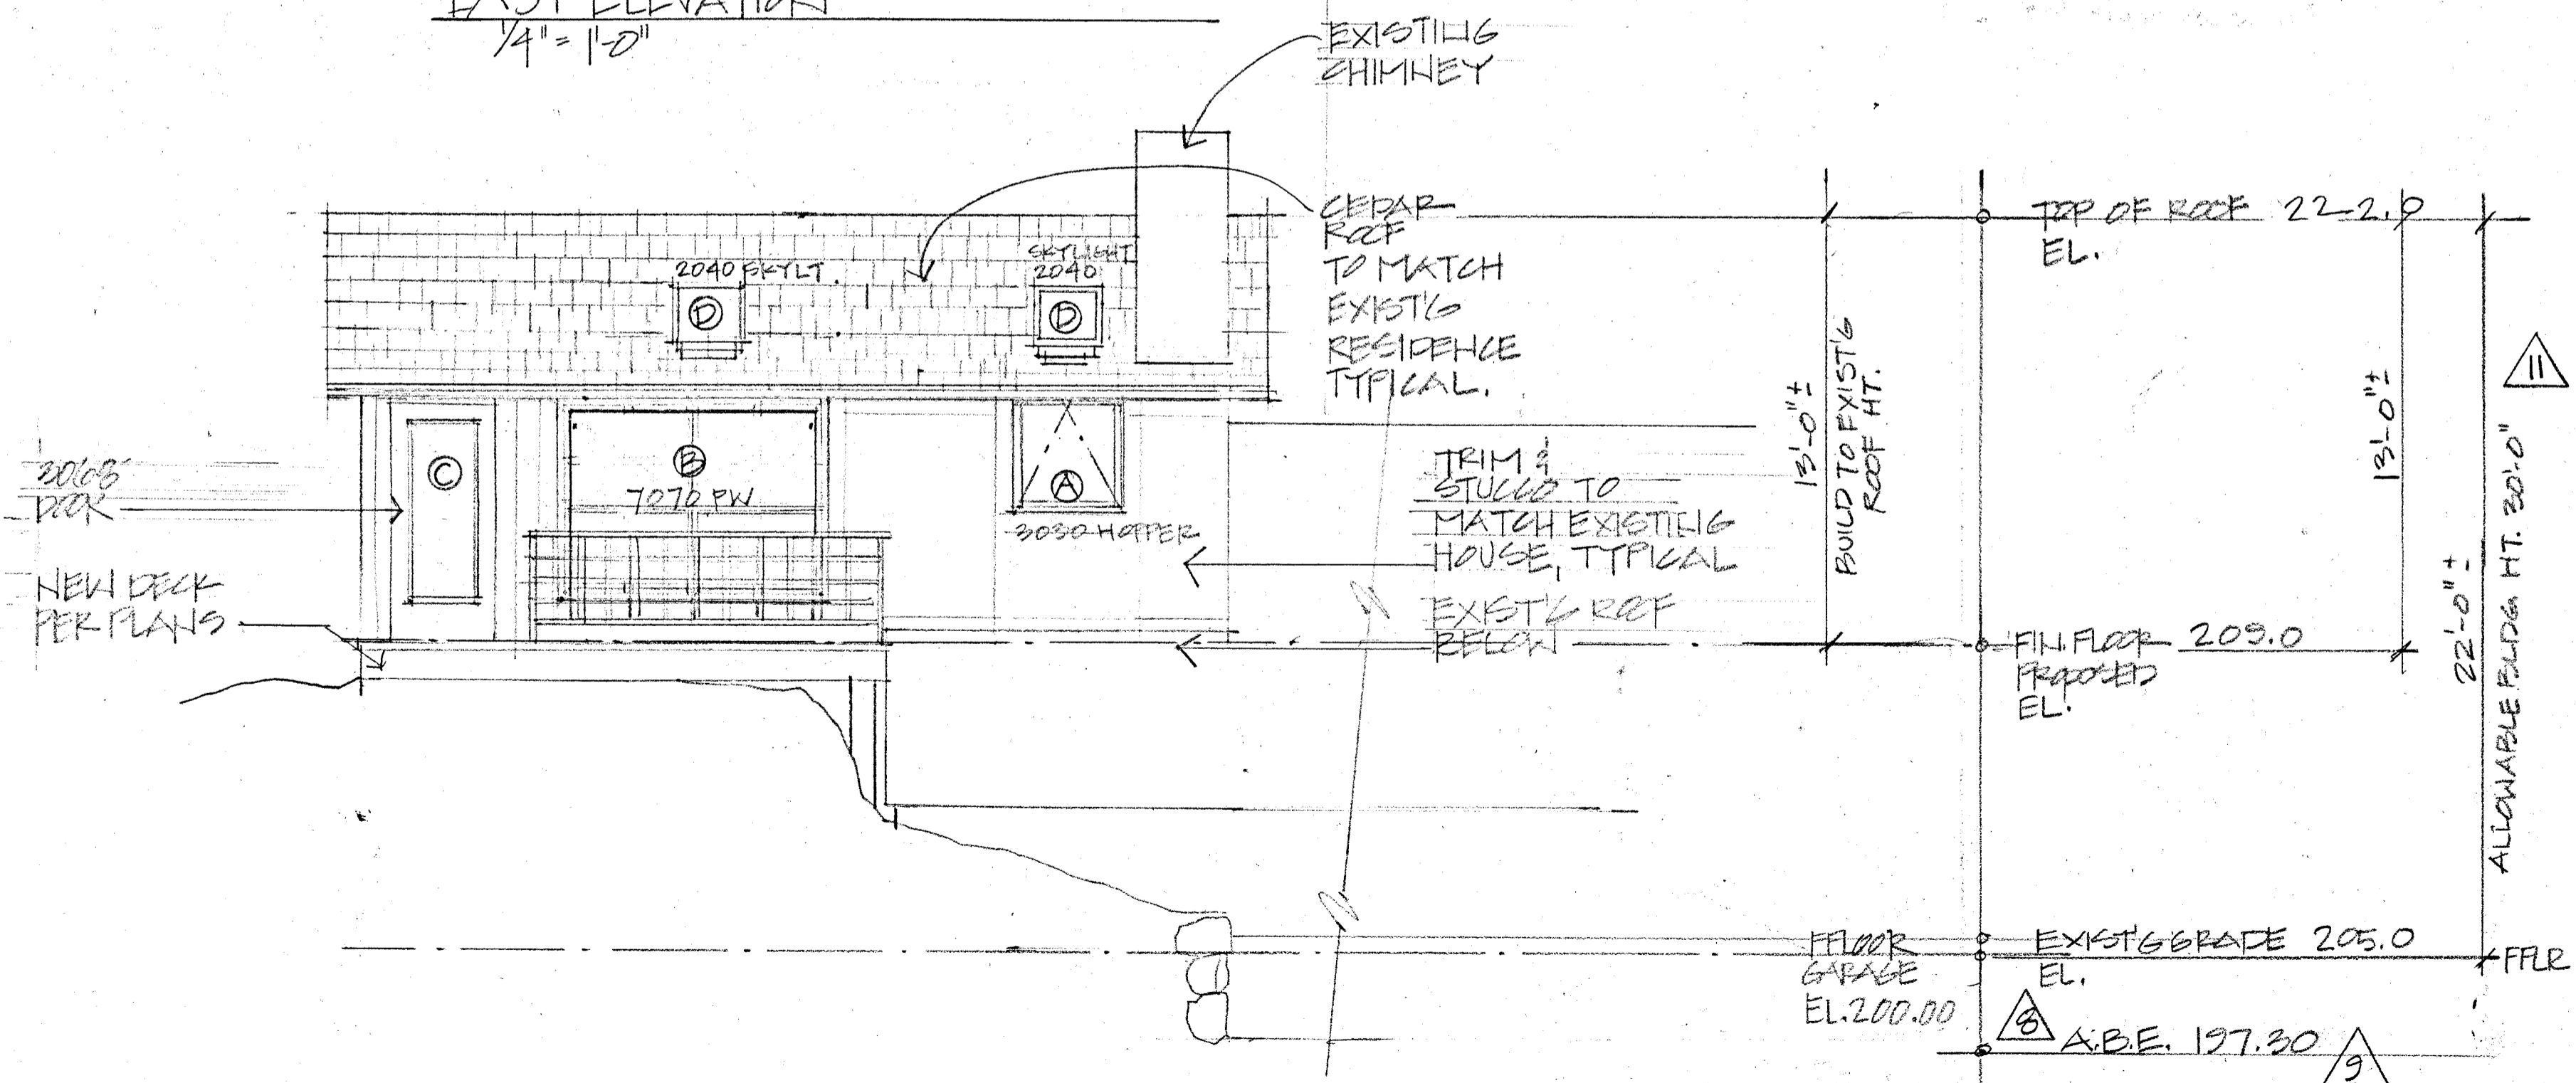 EAST ELEVATION
1/4" = 1'-0"
EXISTING
CHIMNEY
CEDAR
ROOF
TO MATCH
EXIST'G
RESIDENCE
TYPICAL.
2040 SKYLT.
SKYLIGHT
2040
D
D
C
B
7070 PW
A
3030 HOPPER
3068
NEW DECK
PER PLANS
TRIM &
STUCCO TO
MATCH EXISTING
HOUSE, TYPICAL
EXIST'G ROOF
BELOW
13'-0"±
BUILD TO EXIST'G
ROOF HT.
TOP OF ROOF 22-2.0
EL.
13'-0"±
22'-0"±
ALLOWABLE BLDG. HT. 30'-0"
11
FIN. FLOOR 209.0
PROPOSED
EL.
FFLOOR
GARAGE
EL. 200.00
EXIST'G GRADE 205.0
EL.
FFLR
8
A.B.E. 197.30
9